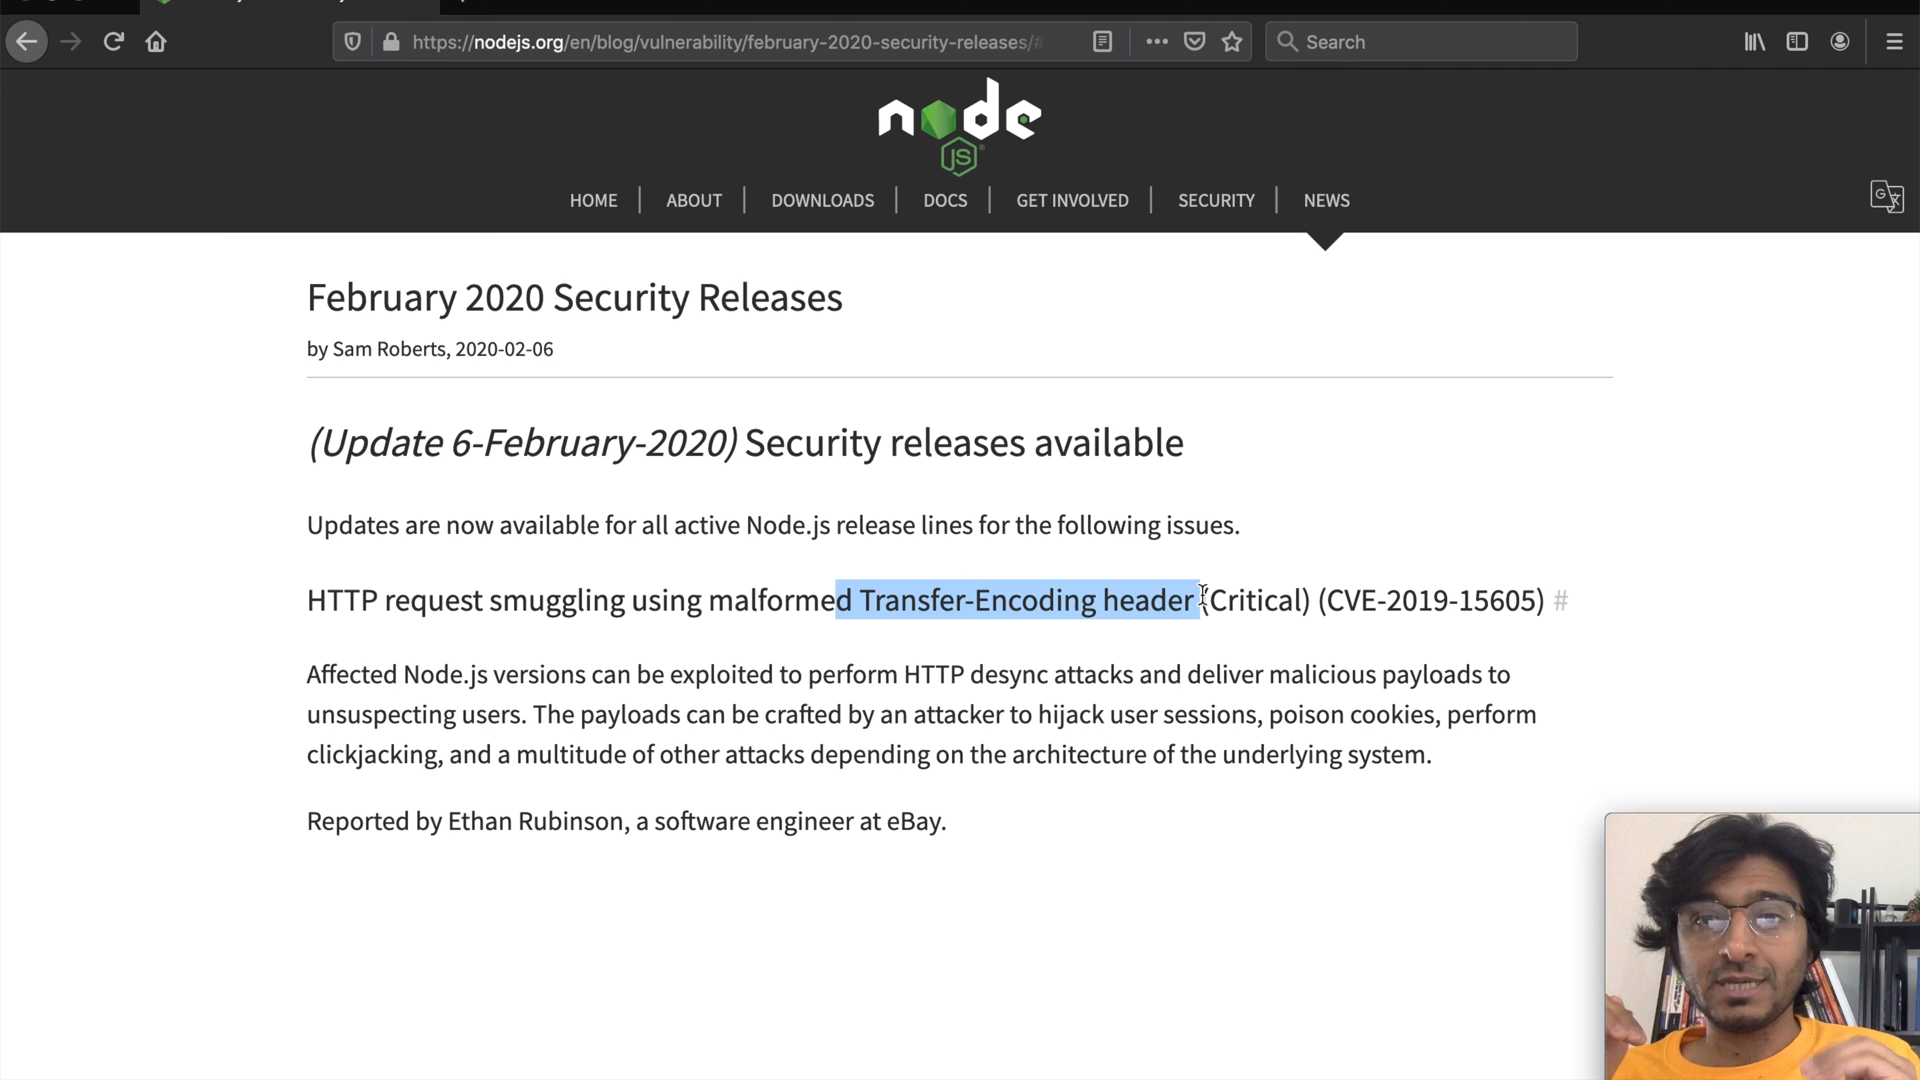 https://nodejs.org/en/blog/vulnerability/february-2020-security-releases/#
Search
node
JS
HOME
ABOUT
DOWNLOADS
DOCS
GET INVOLVED
SECURITY
NEWS
February 2020 Security Releases
by Sam Roberts, 2020-02-06
(Update 6-February-2020) Security releases available
Updates are now available for all active Node.js release lines for the following issues.
HTTP request smuggling using malformed Transfer-Encoding header (Critical) (CVE-2019-15605) #
Affected Node.js versions can be exploited to perform HTTP desync attacks and deliver malicious payloads to
unsuspecting users. The payloads can be crafted by an attacker to hijack user sessions, poison cookies, perform
clickjacking, and a multitude of other attacks depending on the architecture of the underlying system.
Reported by Ethan Rubinson, a software engineer at eBay.